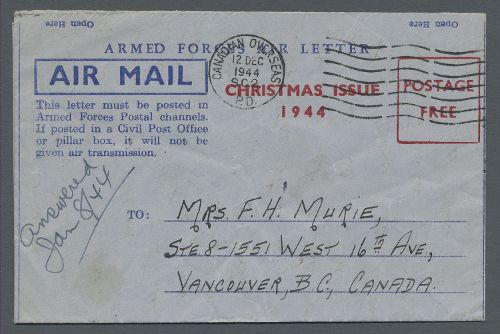 Open Here
Open Here
ARMED FORCES AIR LETTER
AIR MAIL
This letter must be posted in
Armed Forces Postal channels.
If posted in a Civil Post Office
or pillar box, it will not be
given air transmission.
CANADIAN OVERSEAS
12 DEC
1944
SC2
P.D.
CHRISTMAS ISSUE
1944
POSTAGE
FREE
answered
Jan 8/44
TO:
MRS. F. H. MURIE,
STE 8-1551 WEST 16TH AVE,
VANCOUVER, B.C., CANADA.